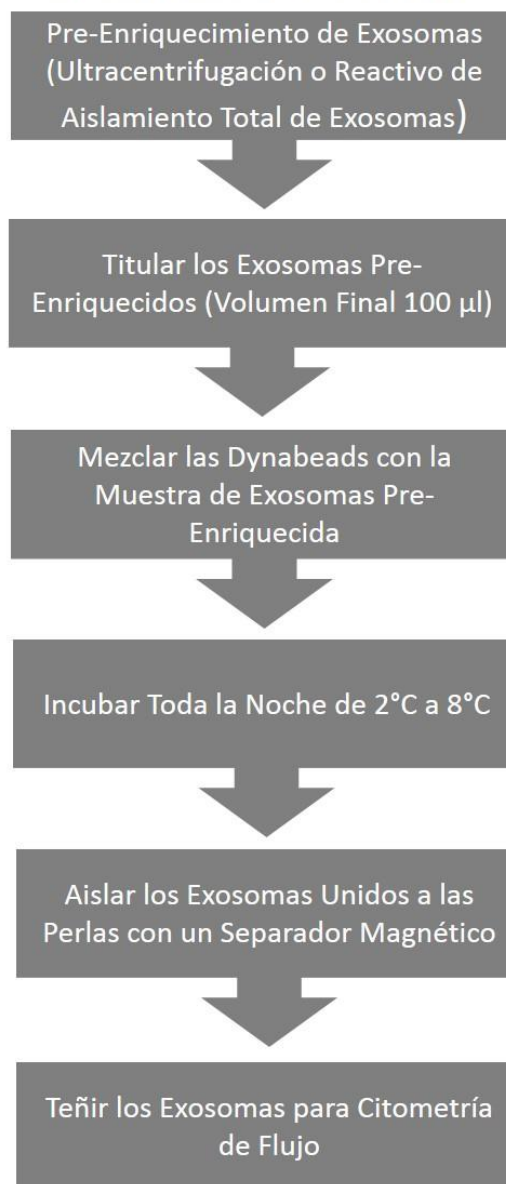 Pre-Enriquecimiento de Exosomas
(Ultracentrifugación o Reactivo de
Aislamiento Total de Exosomas)
Titular los Exosomas Pre-
Enriquecidos (Volumen Final 100 µl)
Mezclar las Dynabeads con la
Muestra de Exosomas Pre-
Enriquecida
Incubar Toda la Noche de 2°C a 8°C
Aislar los Exosomas Unidos a las
Perlas con un Separador Magnético
Teñir los Exosomas para Citometría
de Flujo